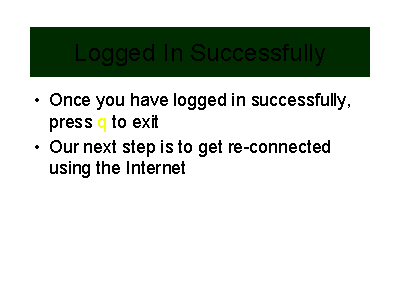 Logged In Successfully
• Once you have logged in successfully,
press q to exit
• Our next step is to get re-connected
using the Internet